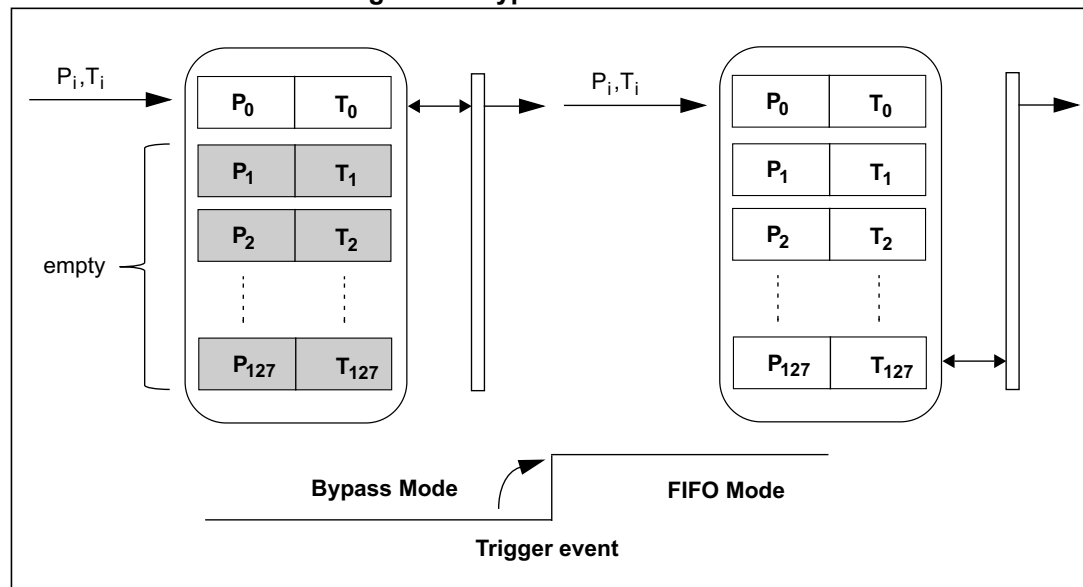 P_i,T_i
P_0 T_0
P_1 T_1
P_2 T_2
P_127 T_127
empty
P_i,T_i
P_0 T_0
P_1 T_1
P_2 T_2
P_127 T_127
Bypass Mode
FIFO Mode
Trigger event